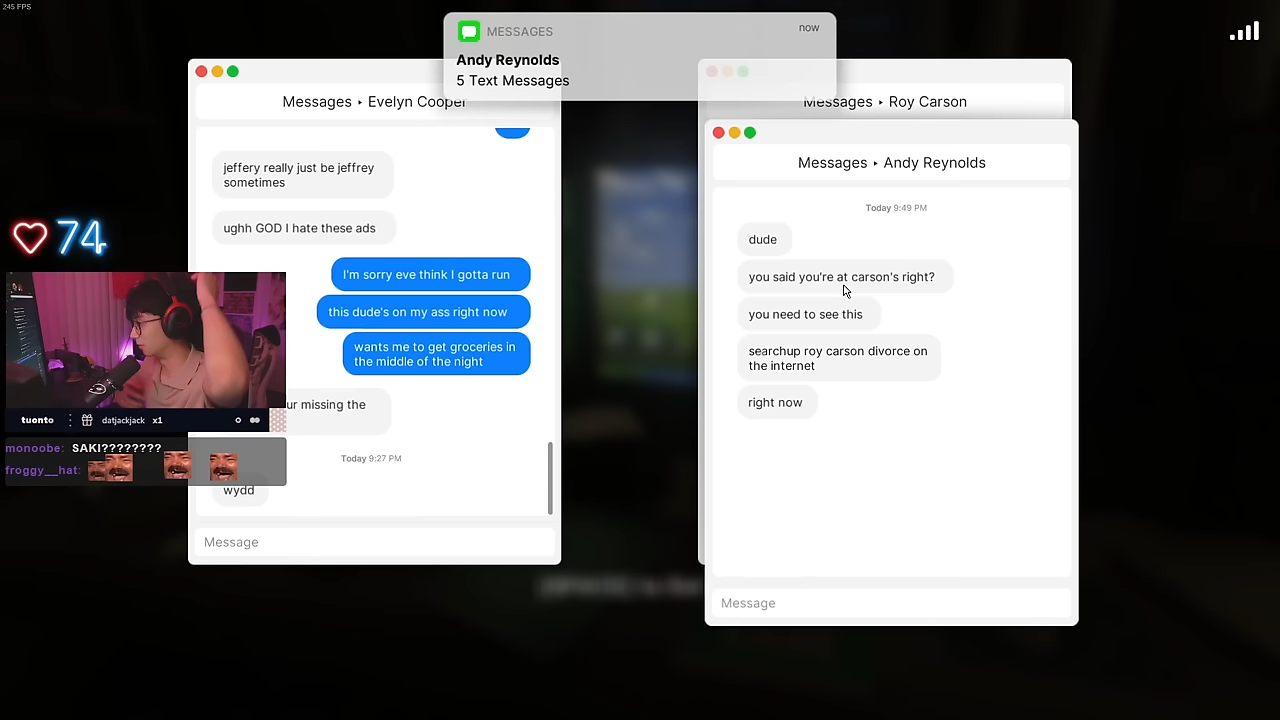 245 FPS
MESSAGES
now
Andy Reynolds
5 Text Messages
Messages ‣ Evelyn Cooper
jeffery really just be jeffrey
sometimes
ughh GOD I hate these ads
I'm sorry eve think I gotta run
this dude's on my ass right now
wants me to get groceries in
the middle of the night
ur missing the
Today 9:27 PM
wydd
Message
Messages ‣ Roy Carson
Messages ‣ Andy Reynolds
Today 9:49 PM
dude
you said you're at carson's right?
you need to see this
searchup roy carson divorce on
the internet
right now
Message
74
tuonto
datjackjack x1
monoobe: SAKI????????
froggy__hat: